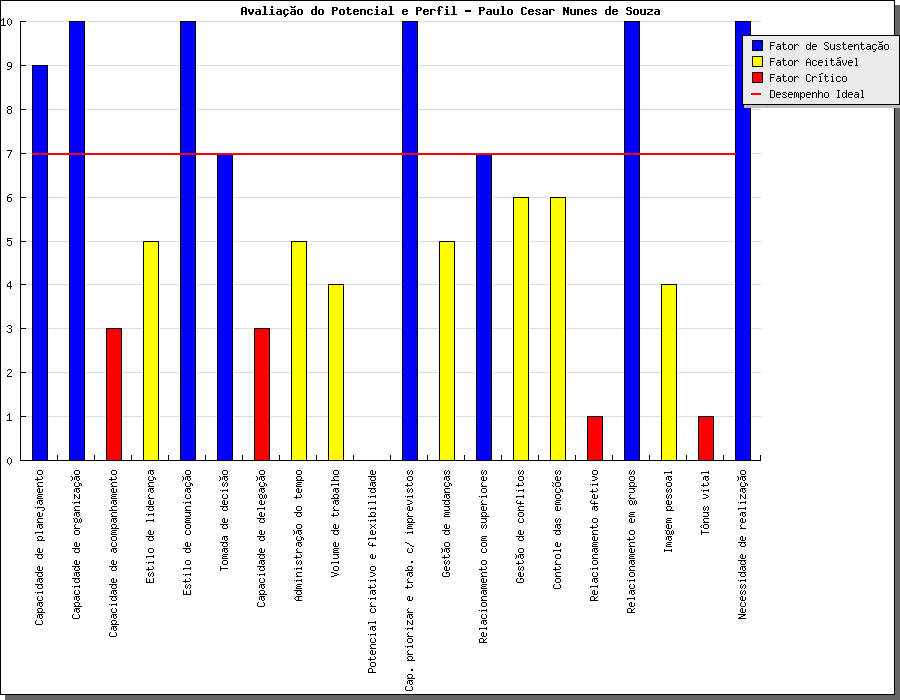 Avaliação do Potencial e Perfil - Paulo Cesar Nunes de Souza
Fator de Sustentação
Fator Aceitável
Fator Crítico
Desempenho Ideal
10
9
8
7
6
5
4
3
2
1
0
Capacidade de planejamento
Capacidade de organização
Capacidade de acompanhamento
Estilo de liderança
Estilo de comunicação
Tomada de decisão
Capacidade de delegação
Administração do tempo
Volume de trabalho
Potencial criativo e flexibilidade
Cap. priorizar e trab. c/ imprevistos
Gestão de mudanças
Relacionamento com superiores
Gestão de conflitos
Controle das emoções
Relacionamento afetivo
Relacionamento em grupos
Imagem pessoal
Tônus vital
Necessidade de realização